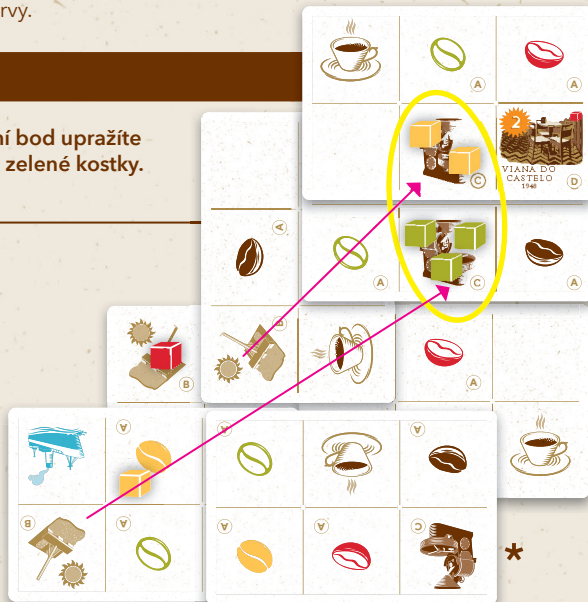 rvy.
ní bod upražíte
zelené kostky.
A
A
2
C
VIANA DO
CASTELO
1948
D
A
A
C
A
B
B
A
A
A
A
A
B
A
A
A
C
*